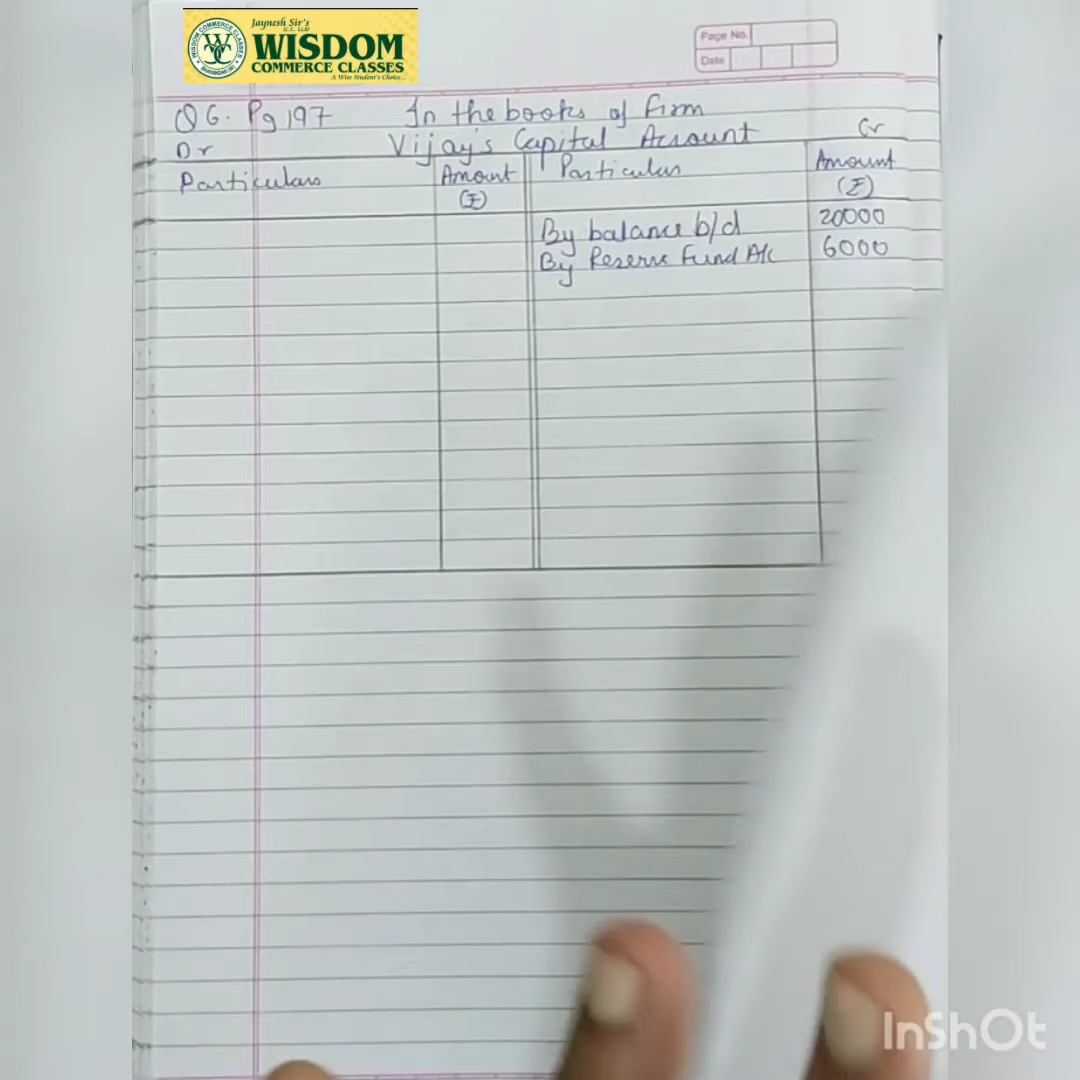 Jaynesh Sir's
WISDOM
COMMERCE CLASSES
A Wise Student's Choice...
Page No.
Date
Q6. Pg 197 In the books of firm
Dr Vijay's Capital Account Cr
Particulars Amount (₹) Particulars Amount (₹)
By balance b/d 20000
By Reserve Fund A/c 6000
InShOt